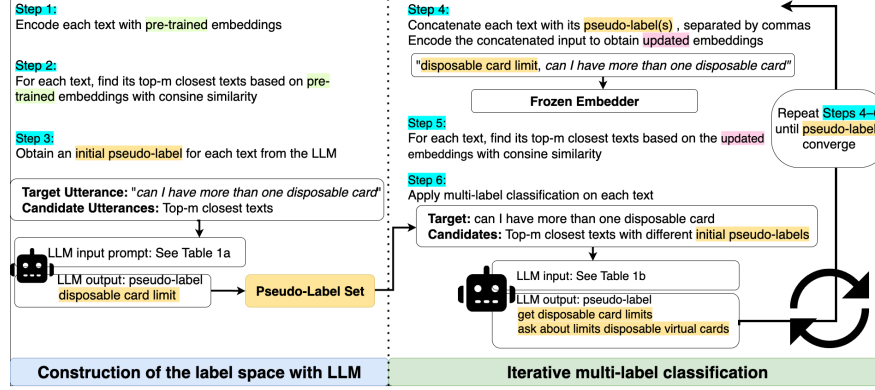 Step 1:
Encode each text with pre-trained embeddings
Step 2:
For each text, find its top-m closest texts based on pre-
trained embeddings with consine similarity
Step 3:
Obtain an initial pseudo-label for each text from the LLM
Target Utterance: "can I have more than one disposable card"
Candidate Utterances: Top-m closest texts
LLM input prompt: See Table 1a
LLM output: pseudo-label
disposable card limit
Pseudo-Label Set
Construction of the label space with LLM
Step 4:
Concatenate each text with its pseudo-label(s) , separated by commas
Encode the concatenated input to obtain updated embeddings
"disposable card limit, can I have more than one disposable card"
Frozen Embedder
Step 5:
For each text, find its top-m closest texts based on the updated
embeddings with consine similarity
Step 6:
Apply multi-label classification on each text
Target: can I have more than one disposable card
Candidates: Top-m closest texts with different initial pseudo-labels
LLM input: See Table 1b
LLM output: pseudo-label
get disposable card limits
ask about limits disposable virtual cards
Repeat Steps 4–
until pseudo-label
converge
Iterative multi-label classification